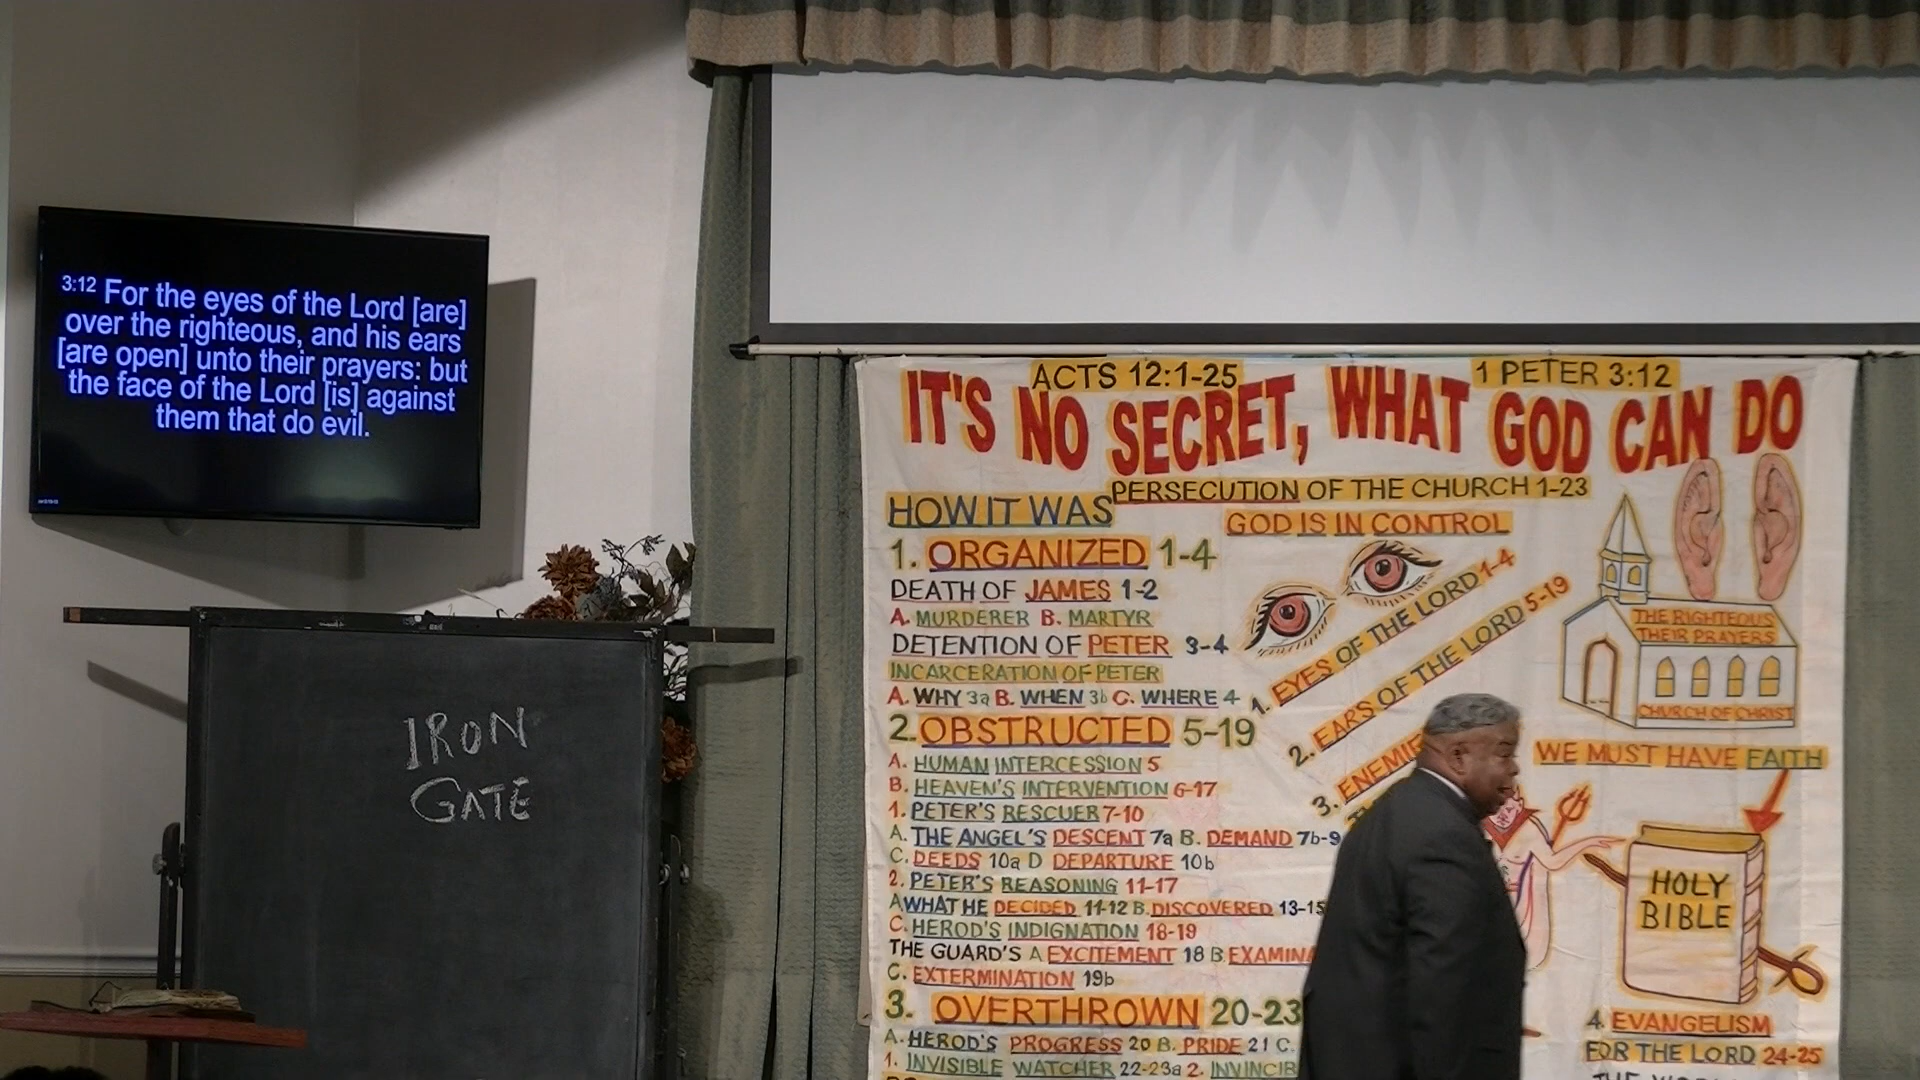 3:12 For the eyes of the Lord [are]
over the righteous, and his ears
[are open] unto their prayers: but
the face of the Lord [is] against
them that do evil.
IRON
GATE
ACTS 12:1-25
1 PETER 3:12
IT'S NO SECRET, WHAT GOD CAN DO
PERSECUTION OF THE CHURCH 1-23
HOW IT WAS
GOD IS IN CONTROL
1. ORGANIZED 1-4
DEATH OF JAMES 1-2
A. MURDERER B. MARTYR
DETENTION OF PETER 3-4
INCARCERATION OF PETER
A. WHY 3a B. WHEN 3b C. WHERE 4
2. OBSTRUCTED 5-19
A. HUMAN INTERCESSION 5
B. HEAVEN'S INTERVENTION 6-17
1. PETER'S RESCUER 7-10
A. THE ANGEL'S DESCENT 7a B. DEMAND 7b-9
C. DEEDS 10a D DEPARTURE 10b
2. PETER'S REASONING 11-17
A WHAT HE DECIDED 11-12 B. DISCOVERED 13-15
C. HEROD'S INDIGNATION 18-19
THE GUARD'S A EXCITEMENT 18 B. EXAMINA
C. EXTERMINATION 19b
3. OVERTHROWN 20-23
A. HEROD'S PROGRESS 20 B. PRIDE 21 C.
1. INVISIBLE WATCHER 22-23a 2. INVINCIB
1. EYES OF THE LORD 1-4
2. EARS OF THE LORD 5-19
3. ENEMIE
THE RIGHTEOUS
THEIR PRAYERS
CHURCH OF CHRIST
WE MUST HAVE FAITH
HOLY
BIBLE
4. EVANGELISM
FOR THE LORD 24-25